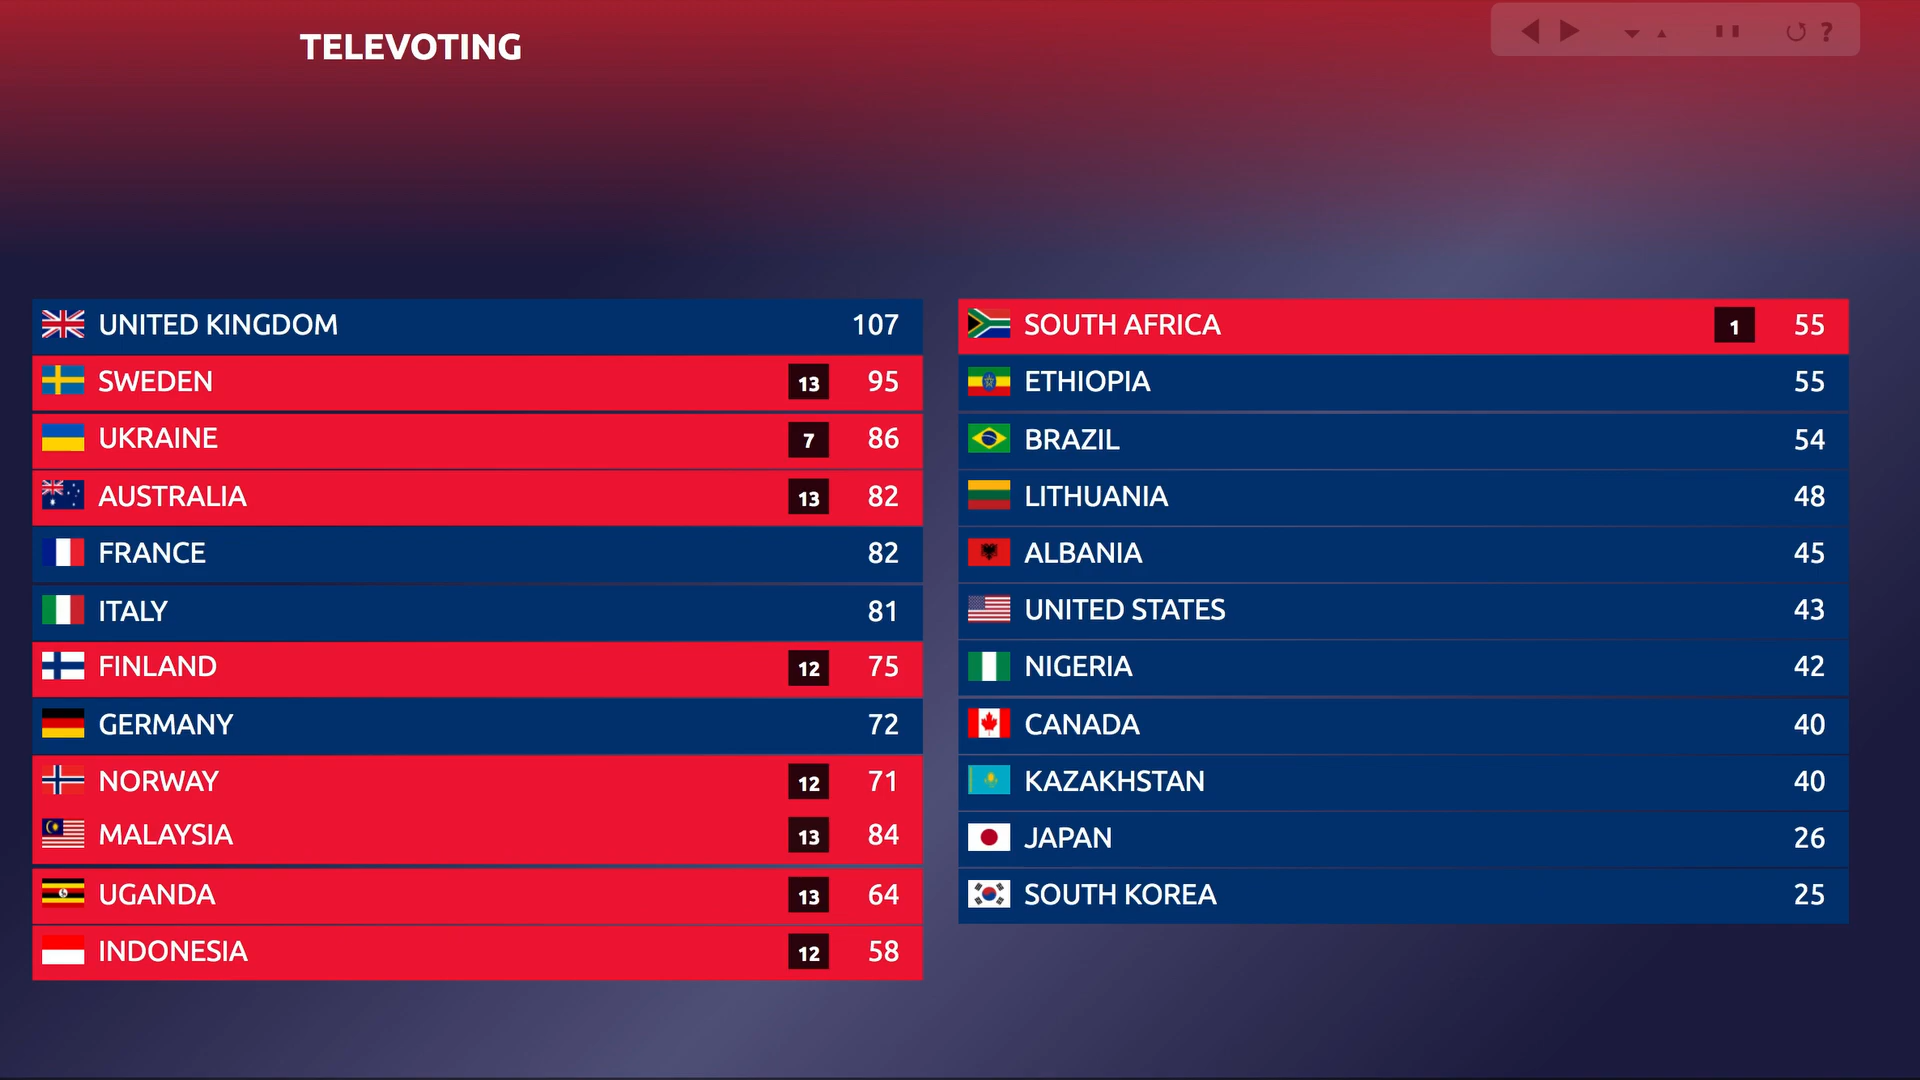 TELEVOTING
?
UNITED KINGDOM 107
SWEDEN 13 95
UKRAINE 7 86
AUSTRALIA 13 82
FRANCE 82
ITALY 81
FINLAND 12 75
GERMANY 72
NORWAY 12 71
MALAYSIA 13 84
UGANDA 13 64
INDONESIA 12 58
SOUTH AFRICA 1 55
ETHIOPIA 55
BRAZIL 54
LITHUANIA 48
ALBANIA 45
UNITED STATES 43
NIGERIA 42
CANADA 40
KAZAKHSTAN 40
JAPAN 26
SOUTH KOREA 25